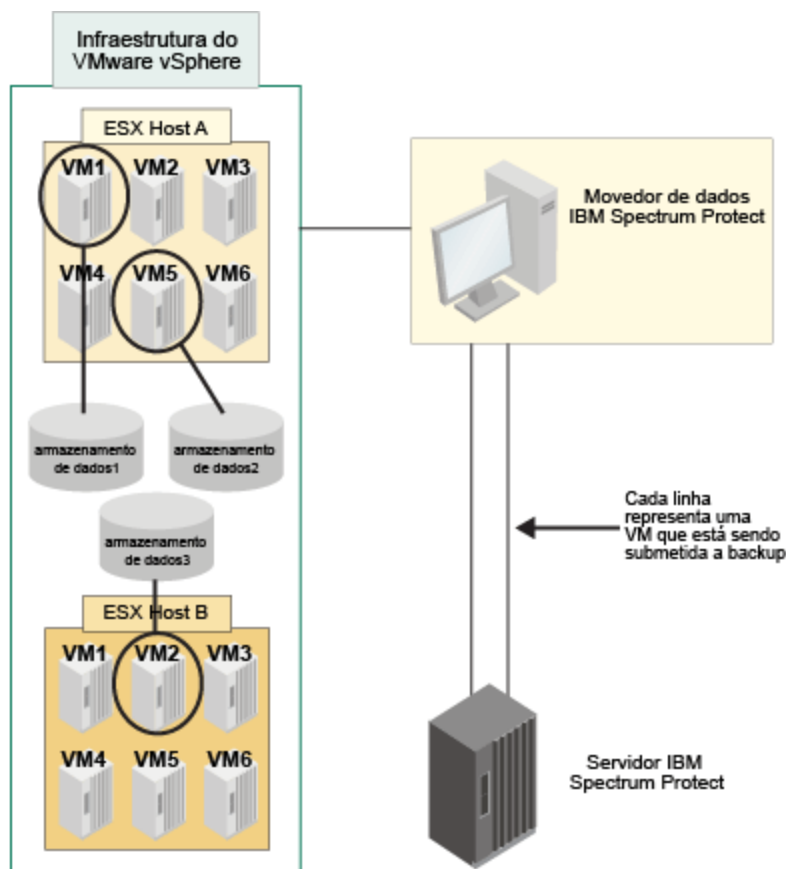 Infraestrutura do
VMware vSphere
ESX Host A
VM1
VM2
VM3
VM4
VM5
VM6
armazenamento
de dados1
armazenamento
de dados2
armazenamento
de dados3
ESX Host B
VM1
VM2
VM3
VM4
VM5
VM6
Movedor de dados
IBM Spectrum Protect
Cada linha
representa uma
VM que está sendo
submetida a backup
Servidor IBM
Spectrum Protect